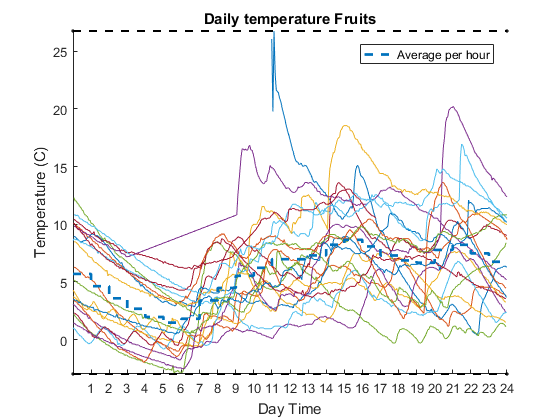 Daily temperature Fruits
Average per hour
25
20
15
10
5
0
Temperature (C)
1 2 3 4 5 6 7 8 9 10 11 12 13 14 15 16 17 18 19 20 21 22 23 24
Day Time